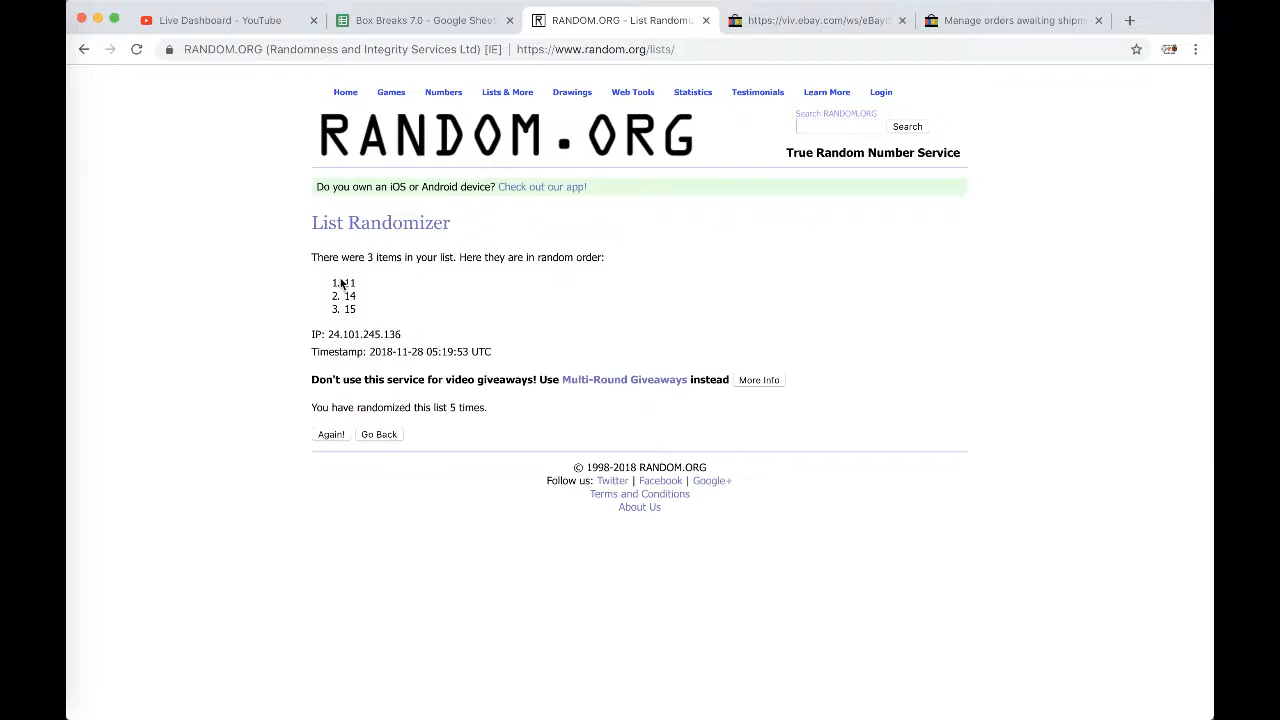 Live Dashboard - YouTube
Box Breaks 7.0 - Google Sheet
RANDOM.ORG - List Randomiz
https://viv.ebay.com/ws/eBayIS
Manage orders awaiting shipm
RANDOM.ORG (Randomness and Integrity Services Ltd) [IE] https://www.random.org/lists/
Home Games Numbers Lists & More Drawings Web Tools Statistics Testimonials Learn More Login
RANDOM.ORG
Search RANDOM.ORG
Search
True Random Number Service
Do you own an iOS or Android device? Check out our app!
List Randomizer
There were 3 items in your list. Here they are in random order:
1. 11
2. 14
3. 15
IP: 24.101.245.136
Timestamp: 2018-11-28 05:19:53 UTC
Don't use this service for video giveaways! Use Multi-Round Giveaways instead More Info
You have randomized this list 5 times.
Again! Go Back
© 1998-2018 RANDOM.ORG
Follow us: Twitter | Facebook | Google+
Terms and Conditions
About Us